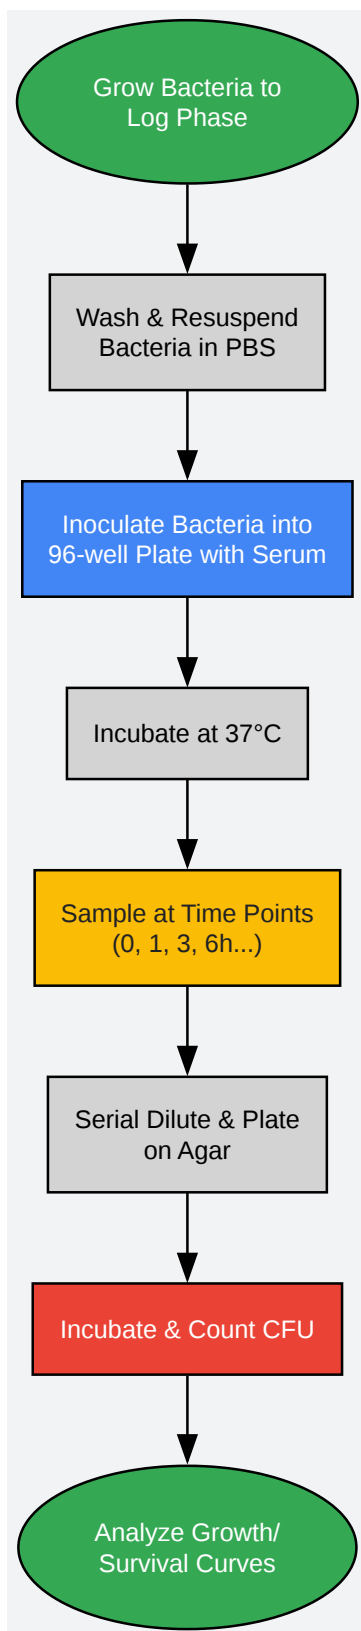 Grow Bacteria to
Log Phase
Wash & Resuspend
Bacteria in PBS
Inoculate Bacteria into
96-well Plate with Serum
Incubate at 37°C
Sample at Time Points
(0, 1, 3, 6h...)
Serial Dilute & Plate
on Agar
Incubate & Count CFU
Analyze Growth/
Survival Curves